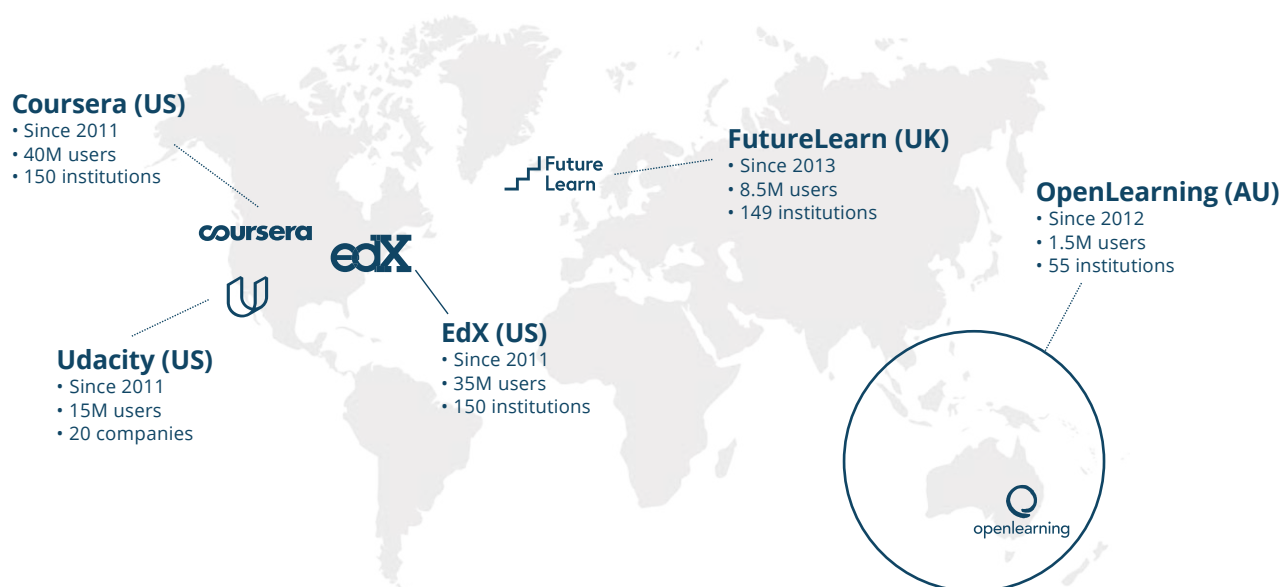 Coursera (US)
• Since 2011
• 40M users
• 150 institutions
coursera
edX
Udacity (US)
• Since 2011
• 15M users
• 20 companies
EdX (US)
• Since 2011
• 35M users
• 150 institutions
Future
Learn
FutureLearn (UK)
• Since 2013
• 8.5M users
• 149 institutions
OpenLearning (AU)
• Since 2012
• 1.5M users
• 55 institutions
openlearning